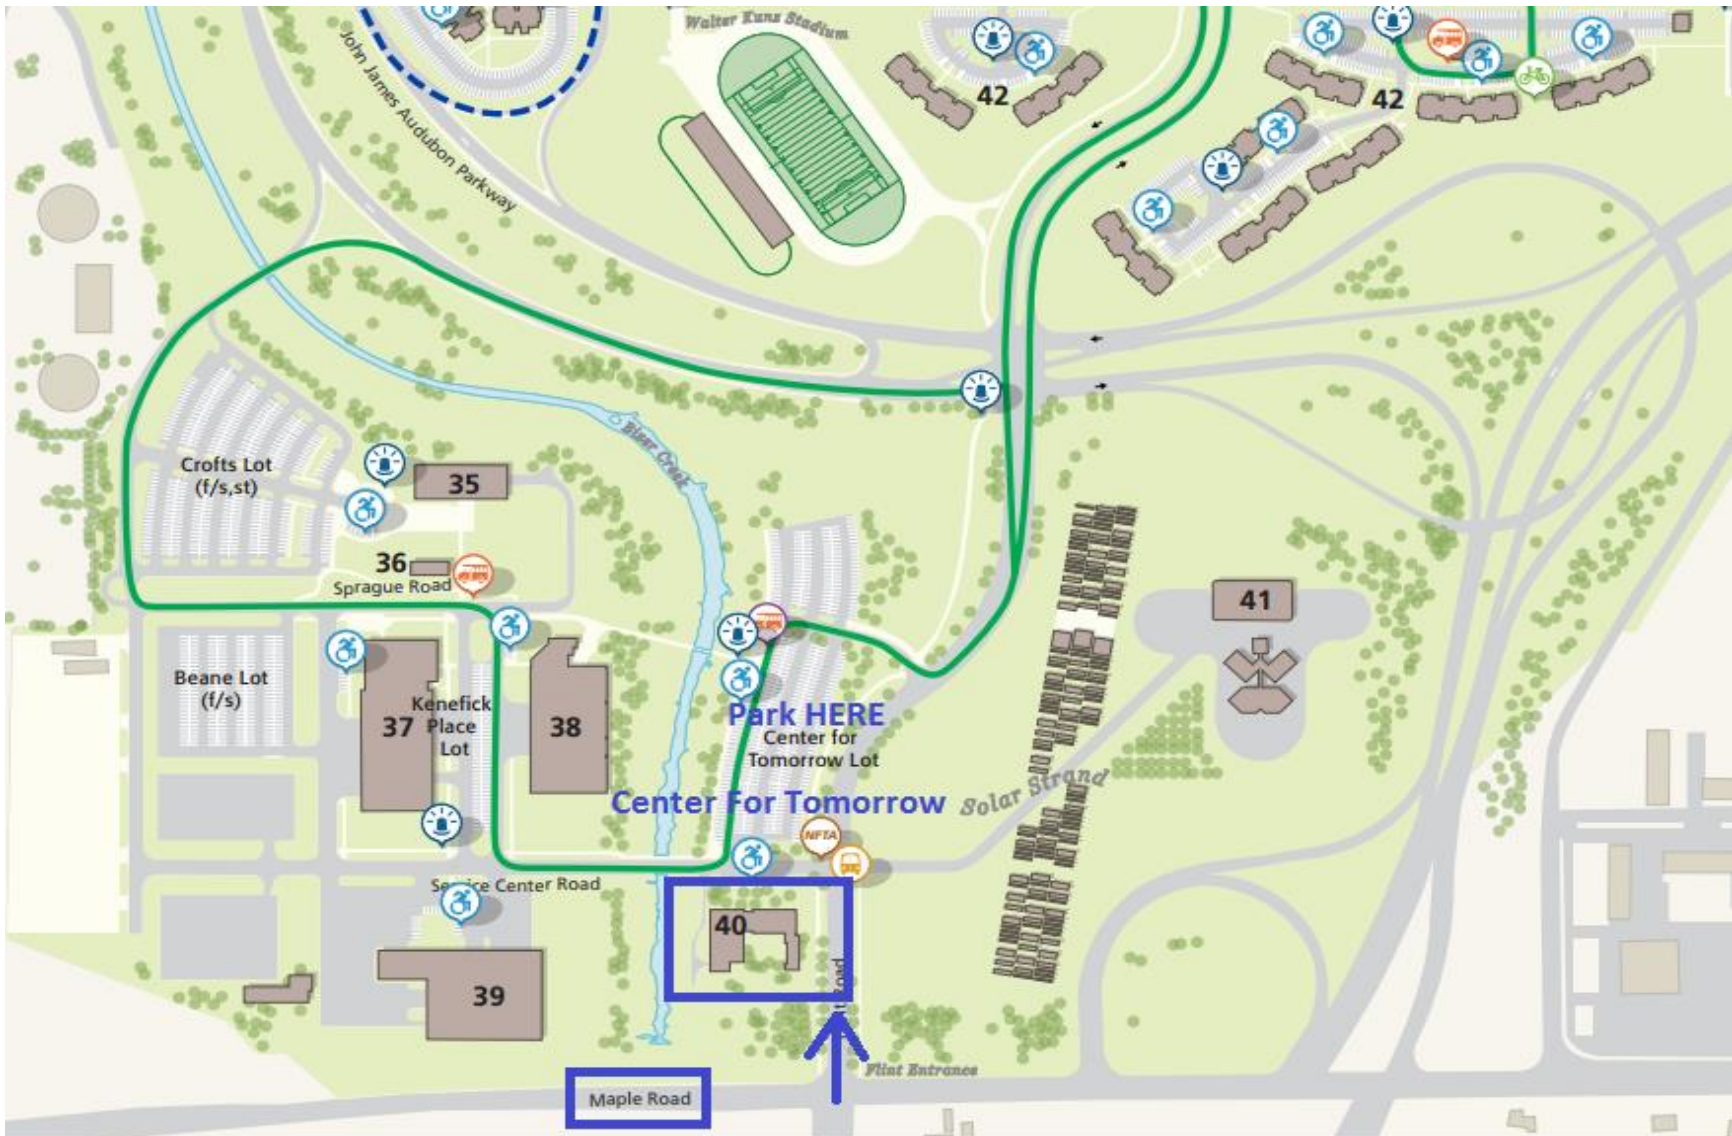 Walter Kunz Stadium
John James Audubon Parkway
42
42
Bizer Creek
Crofts Lot
(f/s,st)
35
36
Sprague Road
41
Beane Lot
(f/s)
37
Kenefick
Place
Lot
38
Park HERE
Center for
Tomorrow Lot
Center For Tomorrow
Solar Strand
NFTA
Service Center Road
40
39
Road
Flint Entrance
Maple Road